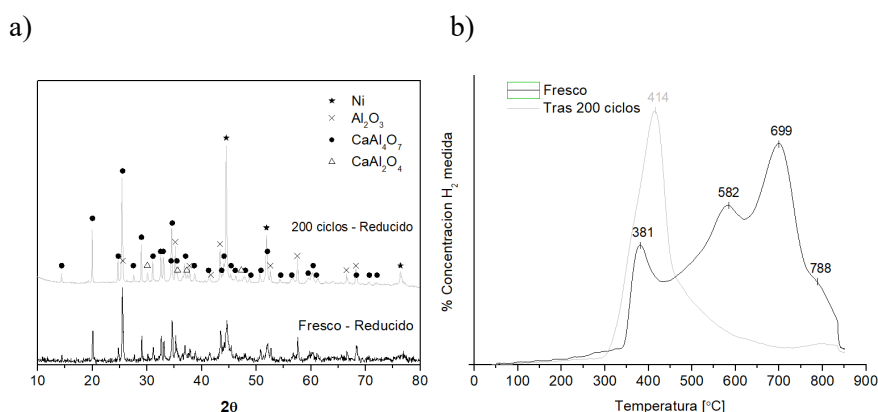 a)
b)
★ Ni
× Al₂O₃
● CaAl₄O₇
△ CaAl₂O₄
200 ciclos - Reducido
Fresco - Reducido
10 20 30 40 50 60 70 80
2θ
Fresco
Tras 200 ciclos
414
699
582
381
788
% Concentracion H₂ medida
0 100 200 300 400 500 600 700 800 900
Temperatura [°C]